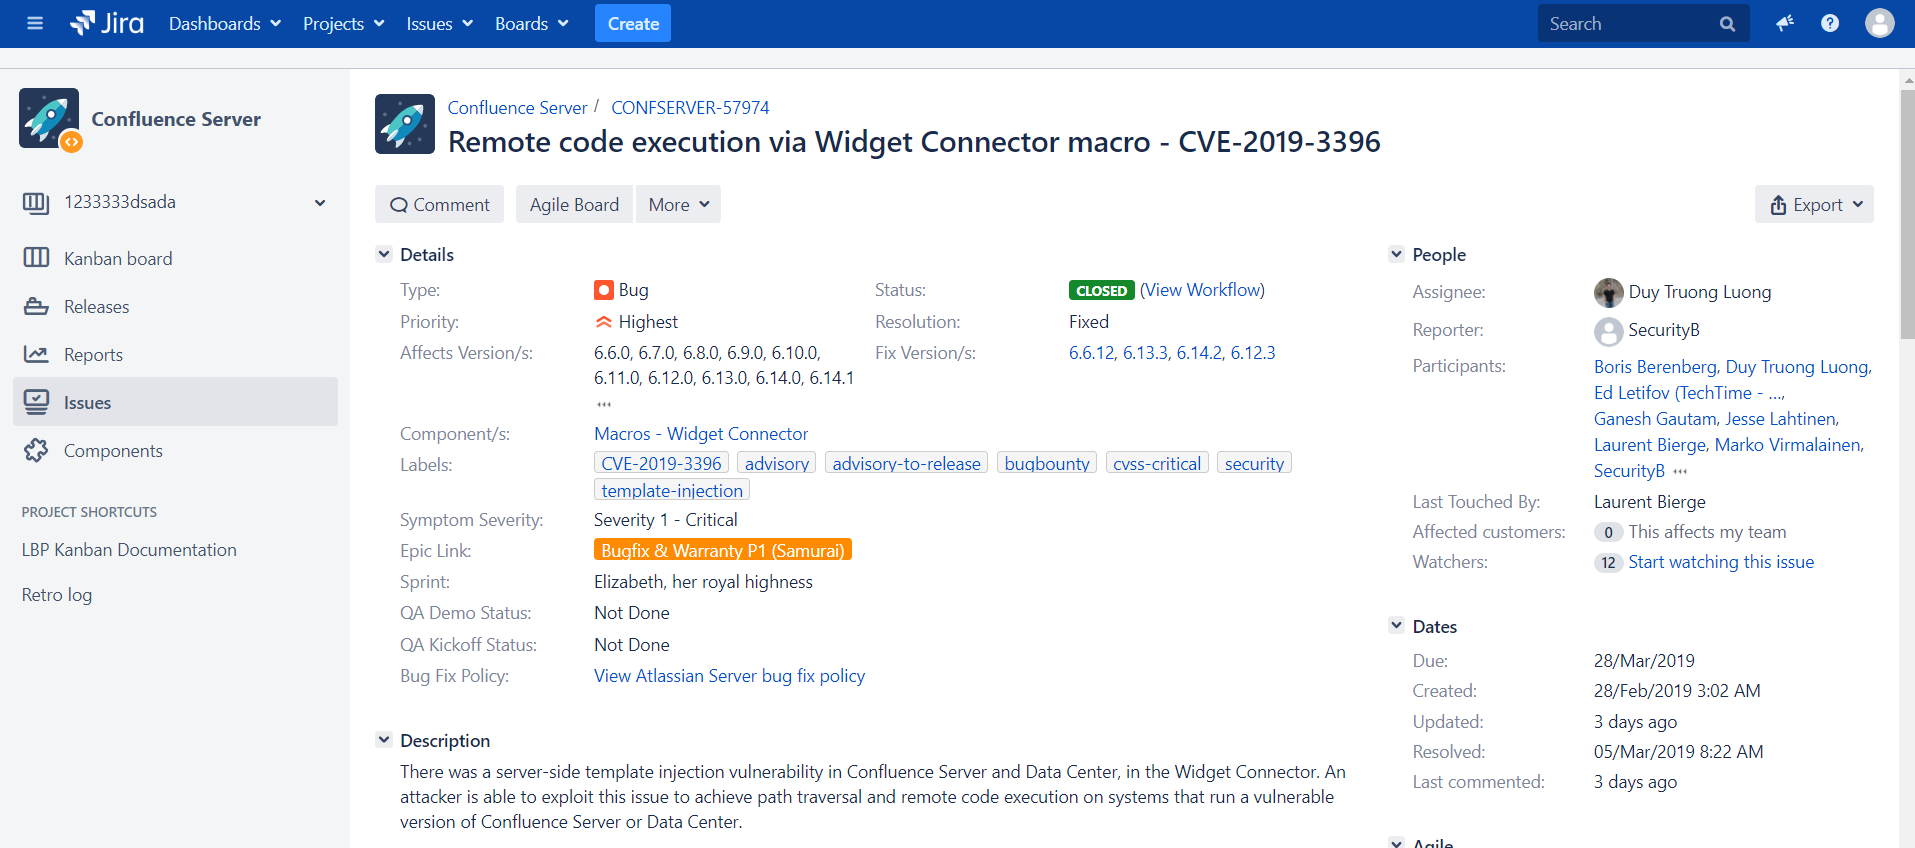 Jira Dashboards Projects Issues Boards Create Search
Confluence Server
1233333dsada
Kanban board
Releases
Reports
Issues
Components
PROJECT SHORTCUTS
LBP Kanban Documentation
Retro log
Confluence Server / CONFSERVER-57974
Remote code execution via Widget Connector macro - CVE-2019-3396
Comment Agile Board More Export
Details
Type: Bug Status: CLOSED (View Workflow)
Priority: Highest Resolution: Fixed
Affects Version/s: 6.6.0, 6.7.0, 6.8.0, 6.9.0, 6.10.0, Fix Version/s: 6.6.12, 6.13.3, 6.14.2, 6.12.3
6.11.0, 6.12.0, 6.13.0, 6.14.0, 6.14.1
•••
Component/s: Macros - Widget Connector
Labels: CVE-2019-3396 advisory advisory-to-release bugbounty cvss-critical security
template-injection
Symptom Severity: Severity 1 - Critical
Epic Link: Bugfix & Warranty P1 (Samurai)
Sprint: Elizabeth, her royal highness
QA Demo Status: Not Done
QA Kickoff Status: Not Done
Bug Fix Policy: View Atlassian Server bug fix policy
Description
There was a server-side template injection vulnerability in Confluence Server and Data Center, in the Widget Connector. An
attacker is able to exploit this issue to achieve path traversal and remote code execution on systems that run a vulnerable
version of Confluence Server or Data Center.
People
Assignee: Duy Truong Luong
Reporter: SecurityB
Participants: Boris Berenberg, Duy Truong Luong,
Ed Letifov (TechTime - ...,
Ganesh Gautam, Jesse Lahtinen,
Laurent Bierge, Marko Virmalainen,
SecurityB •••
Last Touched By: Laurent Bierge
Affected customers: 0 This affects my team
Watchers: 12 Start watching this issue
Dates
Due: 28/Mar/2019
Created: 28/Feb/2019 3:02 AM
Updated: 3 days ago
Resolved: 05/Mar/2019 8:22 AM
Last commented: 3 days ago
Agile